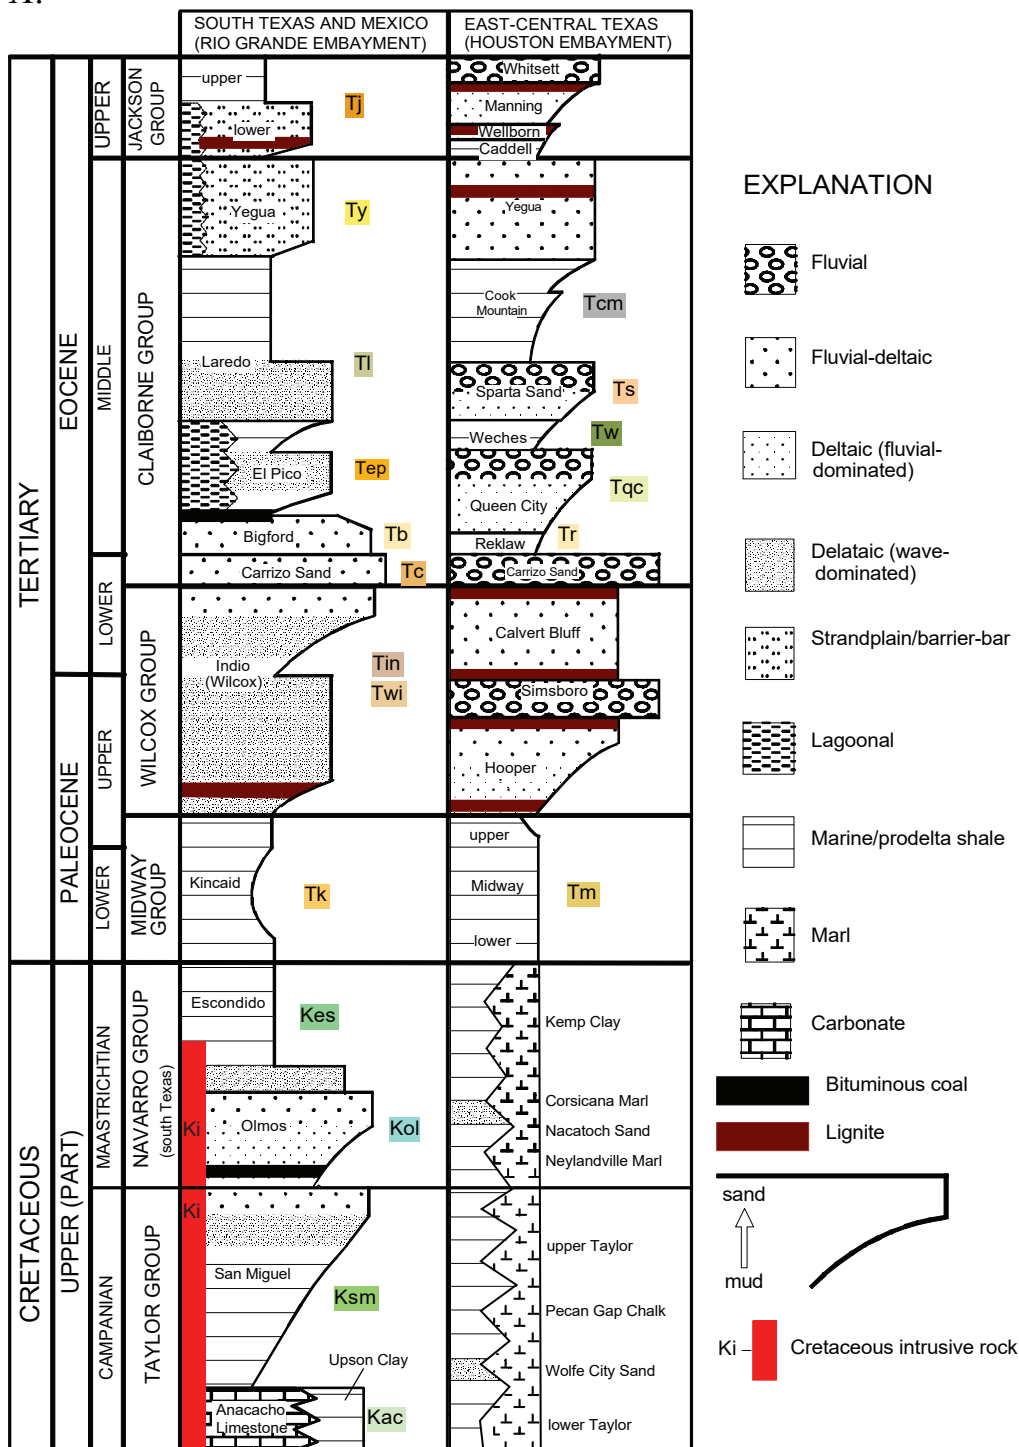 A.
SOUTH TEXAS AND MEXICO
(RIO GRANDE EMBAYMENT)
EAST-CENTRAL TEXAS
(HOUSTON EMBAYMENT)
TERTIARY
CRETACEOUS
EOCENE
PALEOCENE
UPPER (PART)
UPPER
MIDDLE
LOWER
UPPER
LOWER
MAASTRICHTIAN
CAMPANIAN
JACKSON
GROUP
CLAIBORNE GROUP
WILCOX GROUP
MIDWAY
GROUP
NAVARRO GROUP
(south Texas)
TAYLOR GROUP
upper
lower
Tj
Yegua
Ty
Laredo
Tl
El Pico
Tep
Bigford
Tb
Carrizo Sand
Tc
Indio
(Wilcox)
Tin
Twi
Kincaid
Tk
Escondido
Kes
Ki
Olmos
Kol
Ki
San Miguel
Ksm
Upson Clay
Anacacho
Limestone
Kac
Whitsett
Manning
Wellborn
Caddell
Yegua
Cook
Mountain
Tcm
Sparta Sand
Ts
Weches
Tw
Tqc
Queen City
Reklaw
Tr
Carrizo Sand
Calvert Bluff
Simsboro
Hooper
upper
Midway
Tm
lower
Kemp Clay
Corsicana Marl
Nacatoch Sand
Neylandville Marl
upper Taylor
Pecan Gap Chalk
Wolfe City Sand
lower Taylor
EXPLANATION
Fluvial
Fluvial-deltaic
Deltaic (fluvial-
dominated)
Delataic (wave-
dominated)
Strandplain/barrier-bar
Lagoonal
Marine/prodelta shale
Marl
Carbonate
Bituminous coal
Lignite
sand
mud
Ki
Cretaceous intrusive rock